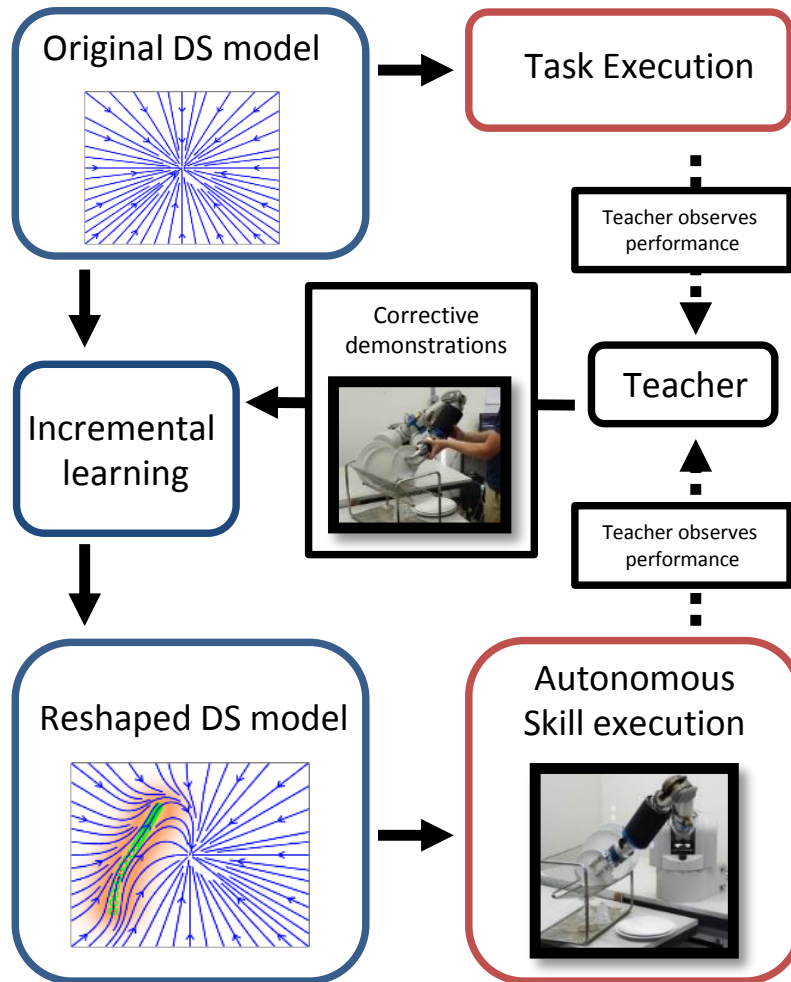 Original DS model
Task Execution
Teacher observes
performance
Corrective
demonstrations
Teacher
Incremental
learning
Teacher observes
performance
Reshaped DS model
Autonomous
Skill execution